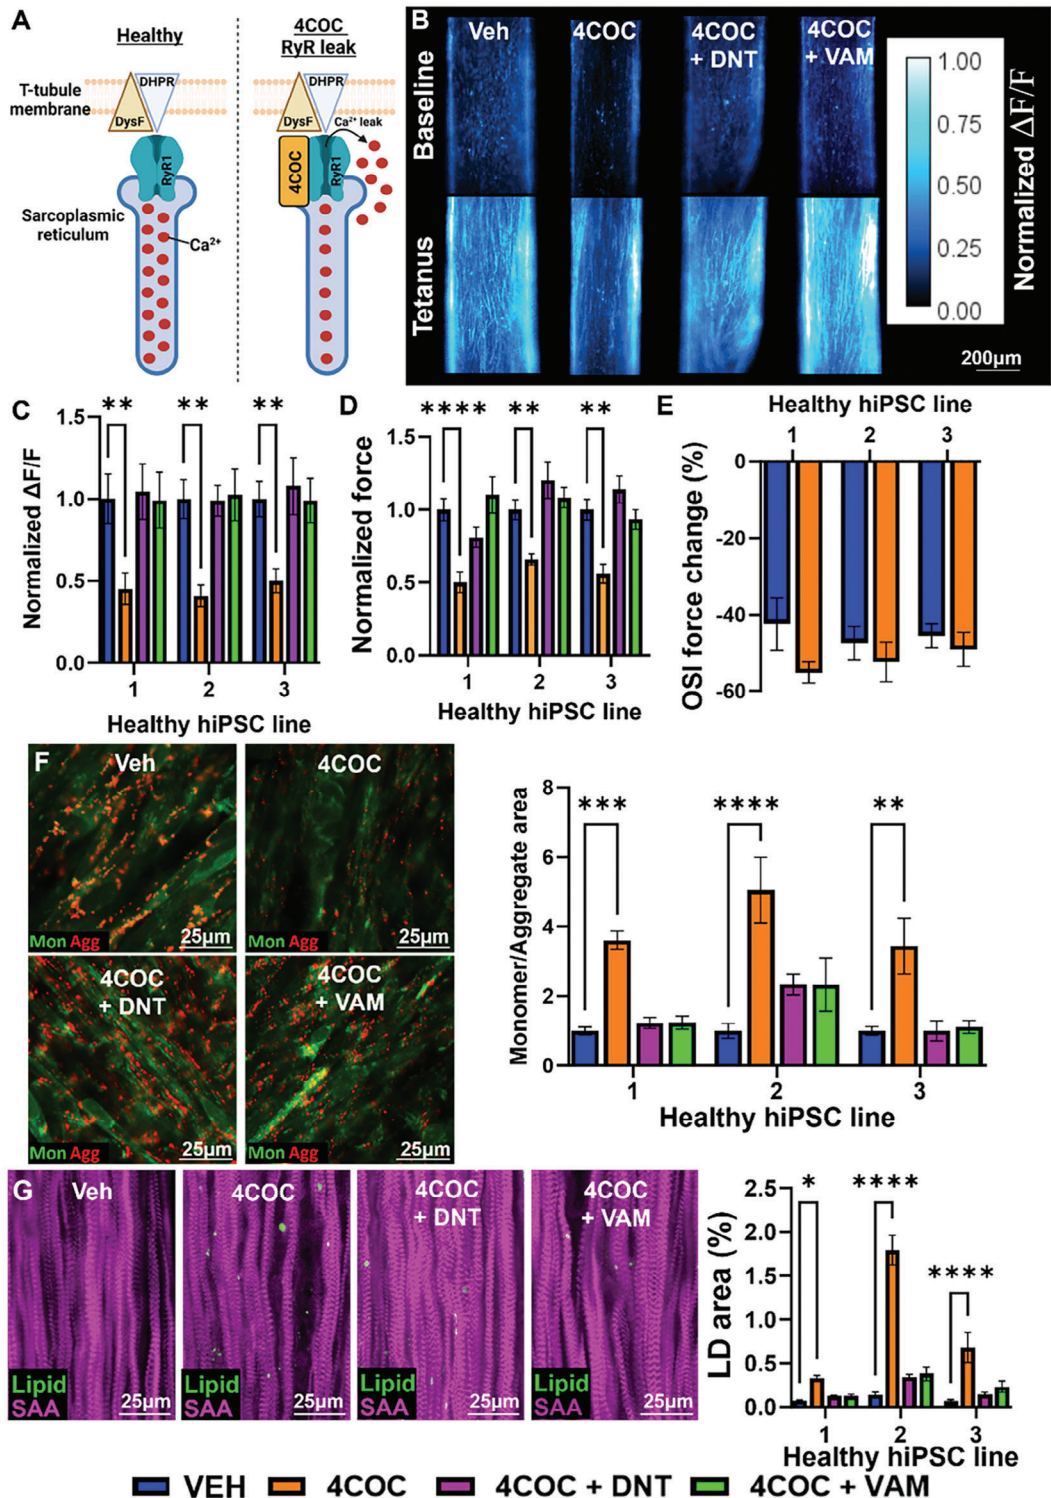 A
Healthy
4COC
RyR leak
T-tubule
membrane
DHPR
DysF
RyR1
Sarcoplasmic
reticulum
Ca²⁺
DHPR
DysF
Ca²⁺ leak
4COC
RyR1
B
Veh
4COC
4COC
+ DNT
4COC
+ VAM
Baseline
Tetanus
1.00
0.75
0.50
0.25
0.00
Normalized ΔF/F
200µm
C
** ** **
Normalized ΔF/F
1.5
1.0
0.5
0.0
1 2 3
Healthy hiPSC line
D
**** ** **
Normalized force
1.5
1.0
0.5
0.0
1 2 3
Healthy hiPSC line
E
Healthy hiPSC line
1 2 3
OSI force change (%)
0
-20
-40
-60
F
Veh
Mon Agg
25µm
4COC
Mon Agg
25µm
4COC
+ DNT
Mon Agg
25µm
4COC
+ VAM
Mon Agg
25µm
*** **** **
Monomer/Aggregate area
8
6
4
2
0
1 2 3
Healthy hiPSC line
G
Veh
Lipid
SAA
25µm
4COC
Lipid
SAA
25µm
4COC
+ DNT
Lipid
SAA
25µm
4COC
+ VAM
Lipid
SAA
25µm
* **** ****
LD area (%)
2.5
2.0
1.5
1.0
0.5
0.0
1 2 3
Healthy hiPSC line
VEH 4COC 4COC + DNT 4COC + VAM